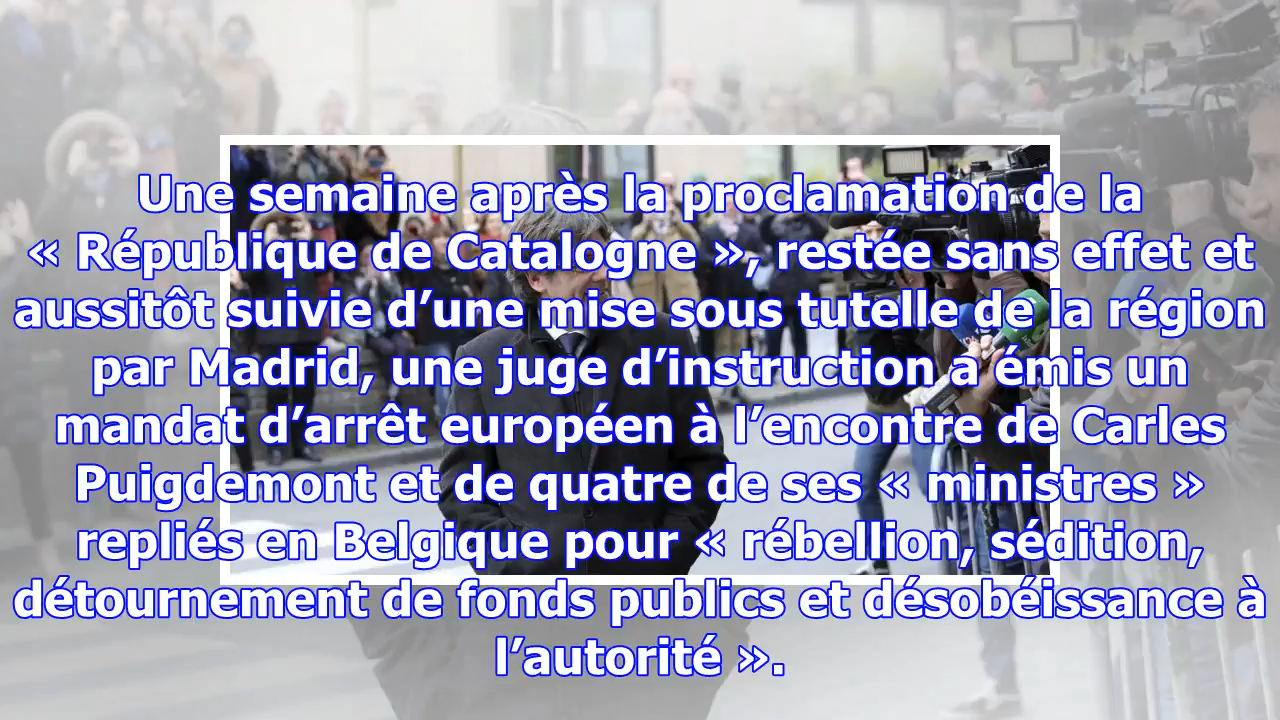 Une semaine après la proclamation de la
« République de Catalogne », restée sans effet et
aussitôt suivie d’une mise sous tutelle de la région
par Madrid, une juge d’instruction a émis un
mandat d’arrêt européen à l’encontre de Carles
Puigdemont et de quatre de ses « ministres »
repliés en Belgique pour « rébellion, sédition,
détournement de fonds publics et désobéissance à
l’autorité ».